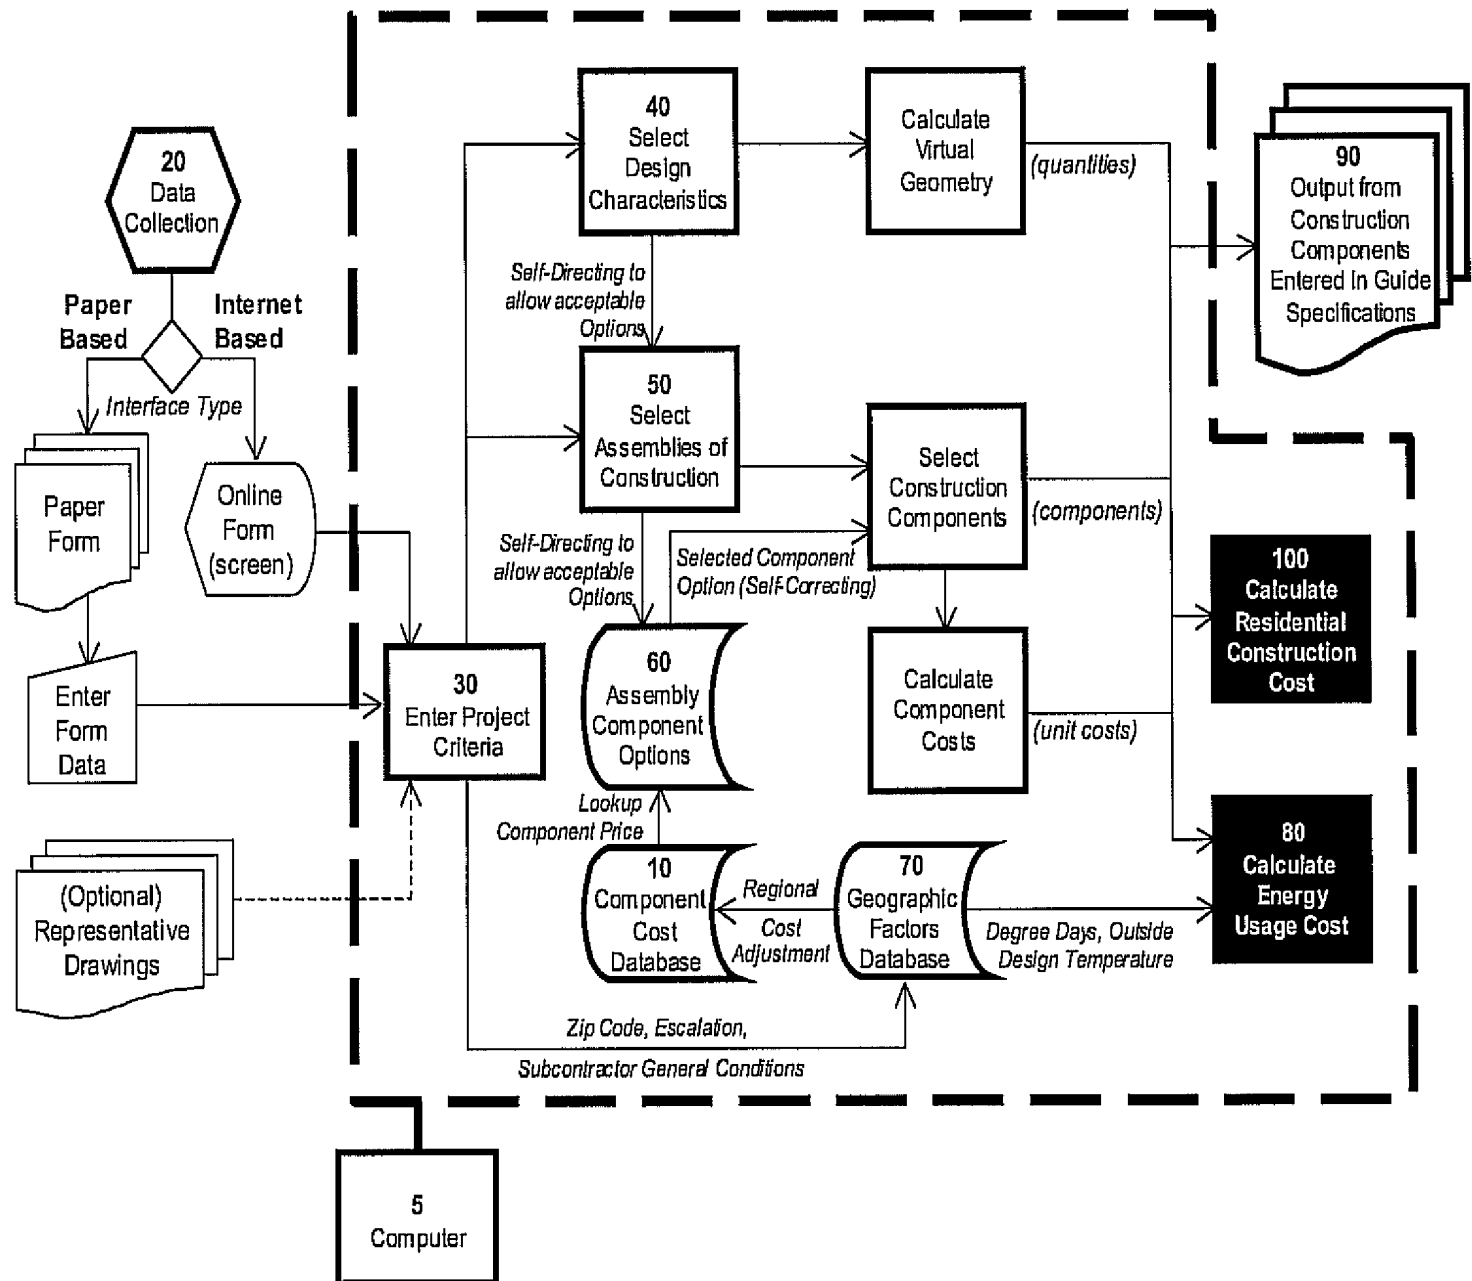 20
Data
Collection
Paper
Based
Internet
Based
Interface Type
Paper
Form
Online
Form
(screen)
Enter
Form
Data
(Optional)
Representative
Drawings
30
Enter Project
Criteria
40
Select
Design
Characteristics
Calculate
Virtual
Geometry
(quantities)
Self-Directing to
allow acceptable
Options
50
Select
Assemblies of
Construction
Select
Construction
Components
(components)
Self-Directing to
allow acceptable
Options
Selected Component
Option (Self-Correcting)
60
Assembly
Component
Options
Calculate
Component
Costs
(unit costs)
Lookup
Component Price
10
Component
Cost
Database
Regional
Cost
Adjustment
70
Geographic
Factors
Database
Degree Days, Outside
Design Temperature
Zip Code, Escalation,
Subcontractor General Conditions
90
Output from
Construction
Components
Entered in Guide
Specifications
100
Calculate
Residential
Construction
Cost
80
Calculate
Energy
Usage Cost
5
Computer